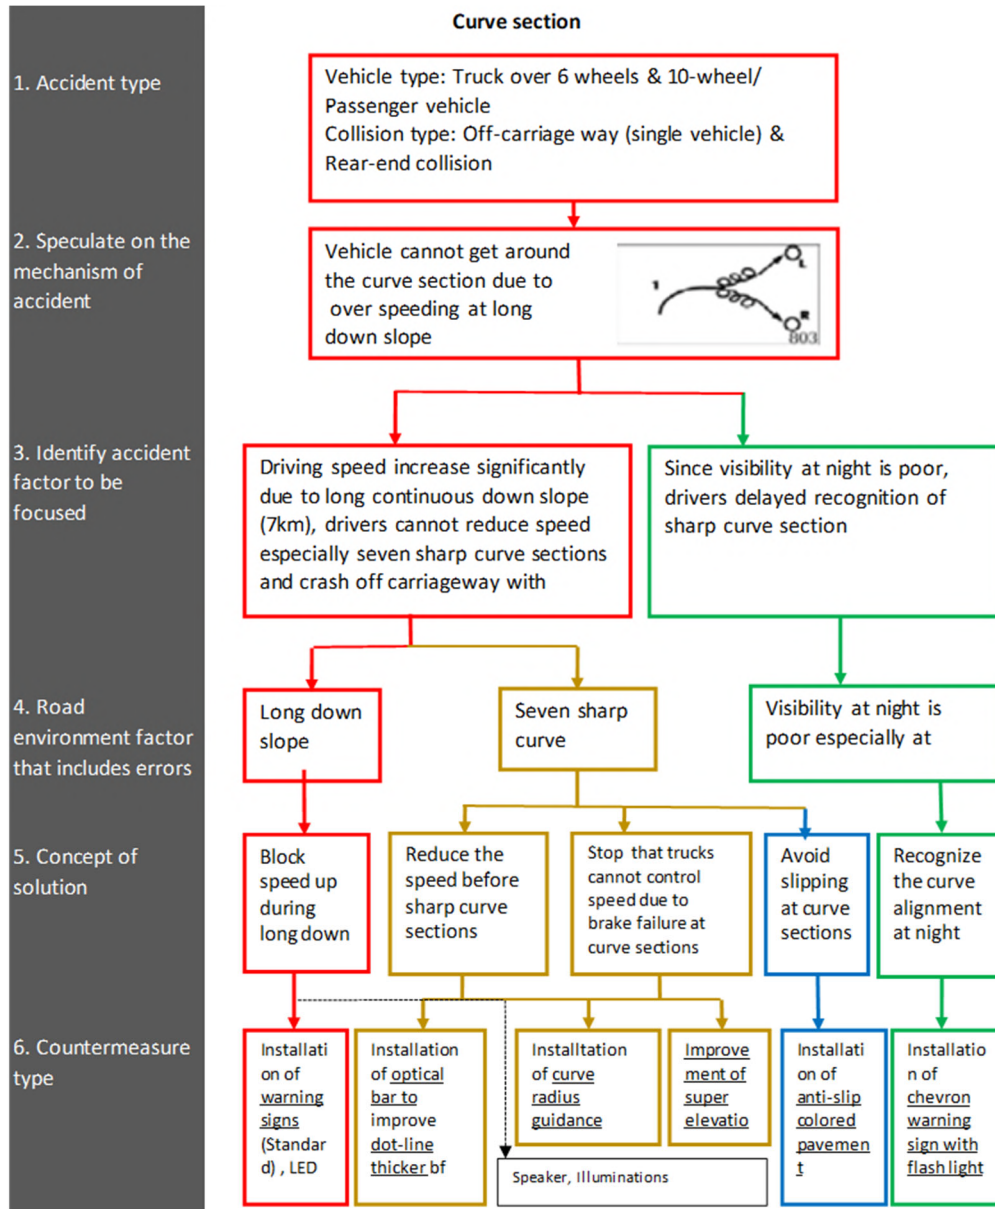 Curve section
1. Accident type
Vehicle type: Truck over 6 wheels & 10-wheel/
Passenger vehicle
Collision type: Off-carriage way (single vehicle) &
Rear-end collision
2. Speculate on the
mechanism of
accident
Vehicle cannot get around
the curve section due to
over speeding at long
down slope
1
L
R
803
3. Identify accident
factor to be
focused
Driving speed increase significantly
due to long continuous down slope
(7km), drivers cannot reduce speed
especially seven sharp curve sections
and crash off carriageway with
Since visibility at night is poor,
drivers delayed recognition of
sharp curve section
4. Road
environment factor
that includes errors
Long down
slope
Seven sharp
curve
Visibility at night is
poor especially at
5. Concept of
solution
Block
speed up
during
long down
Reduce the
speed before
sharp curve
sections
Stop that trucks
cannot control
speed due to
brake failure at
curve sections
Avoid
slipping
at curve
sections
Recognize
the curve
alignment
at night
6. Countermeasure
type
Installati
on of
warning
signs
(Standar
d) , LED
Installation
of optical
bar to
improve
dot-line
thicker bf
Installtation
of curve
radius
guidance
Improve
ment of
super
elevatio
Installati
on of
anti-slip
colored
pavemen
t
Installatio
n of
chevron
warning
sign with
flash light
Speaker, Illuminations